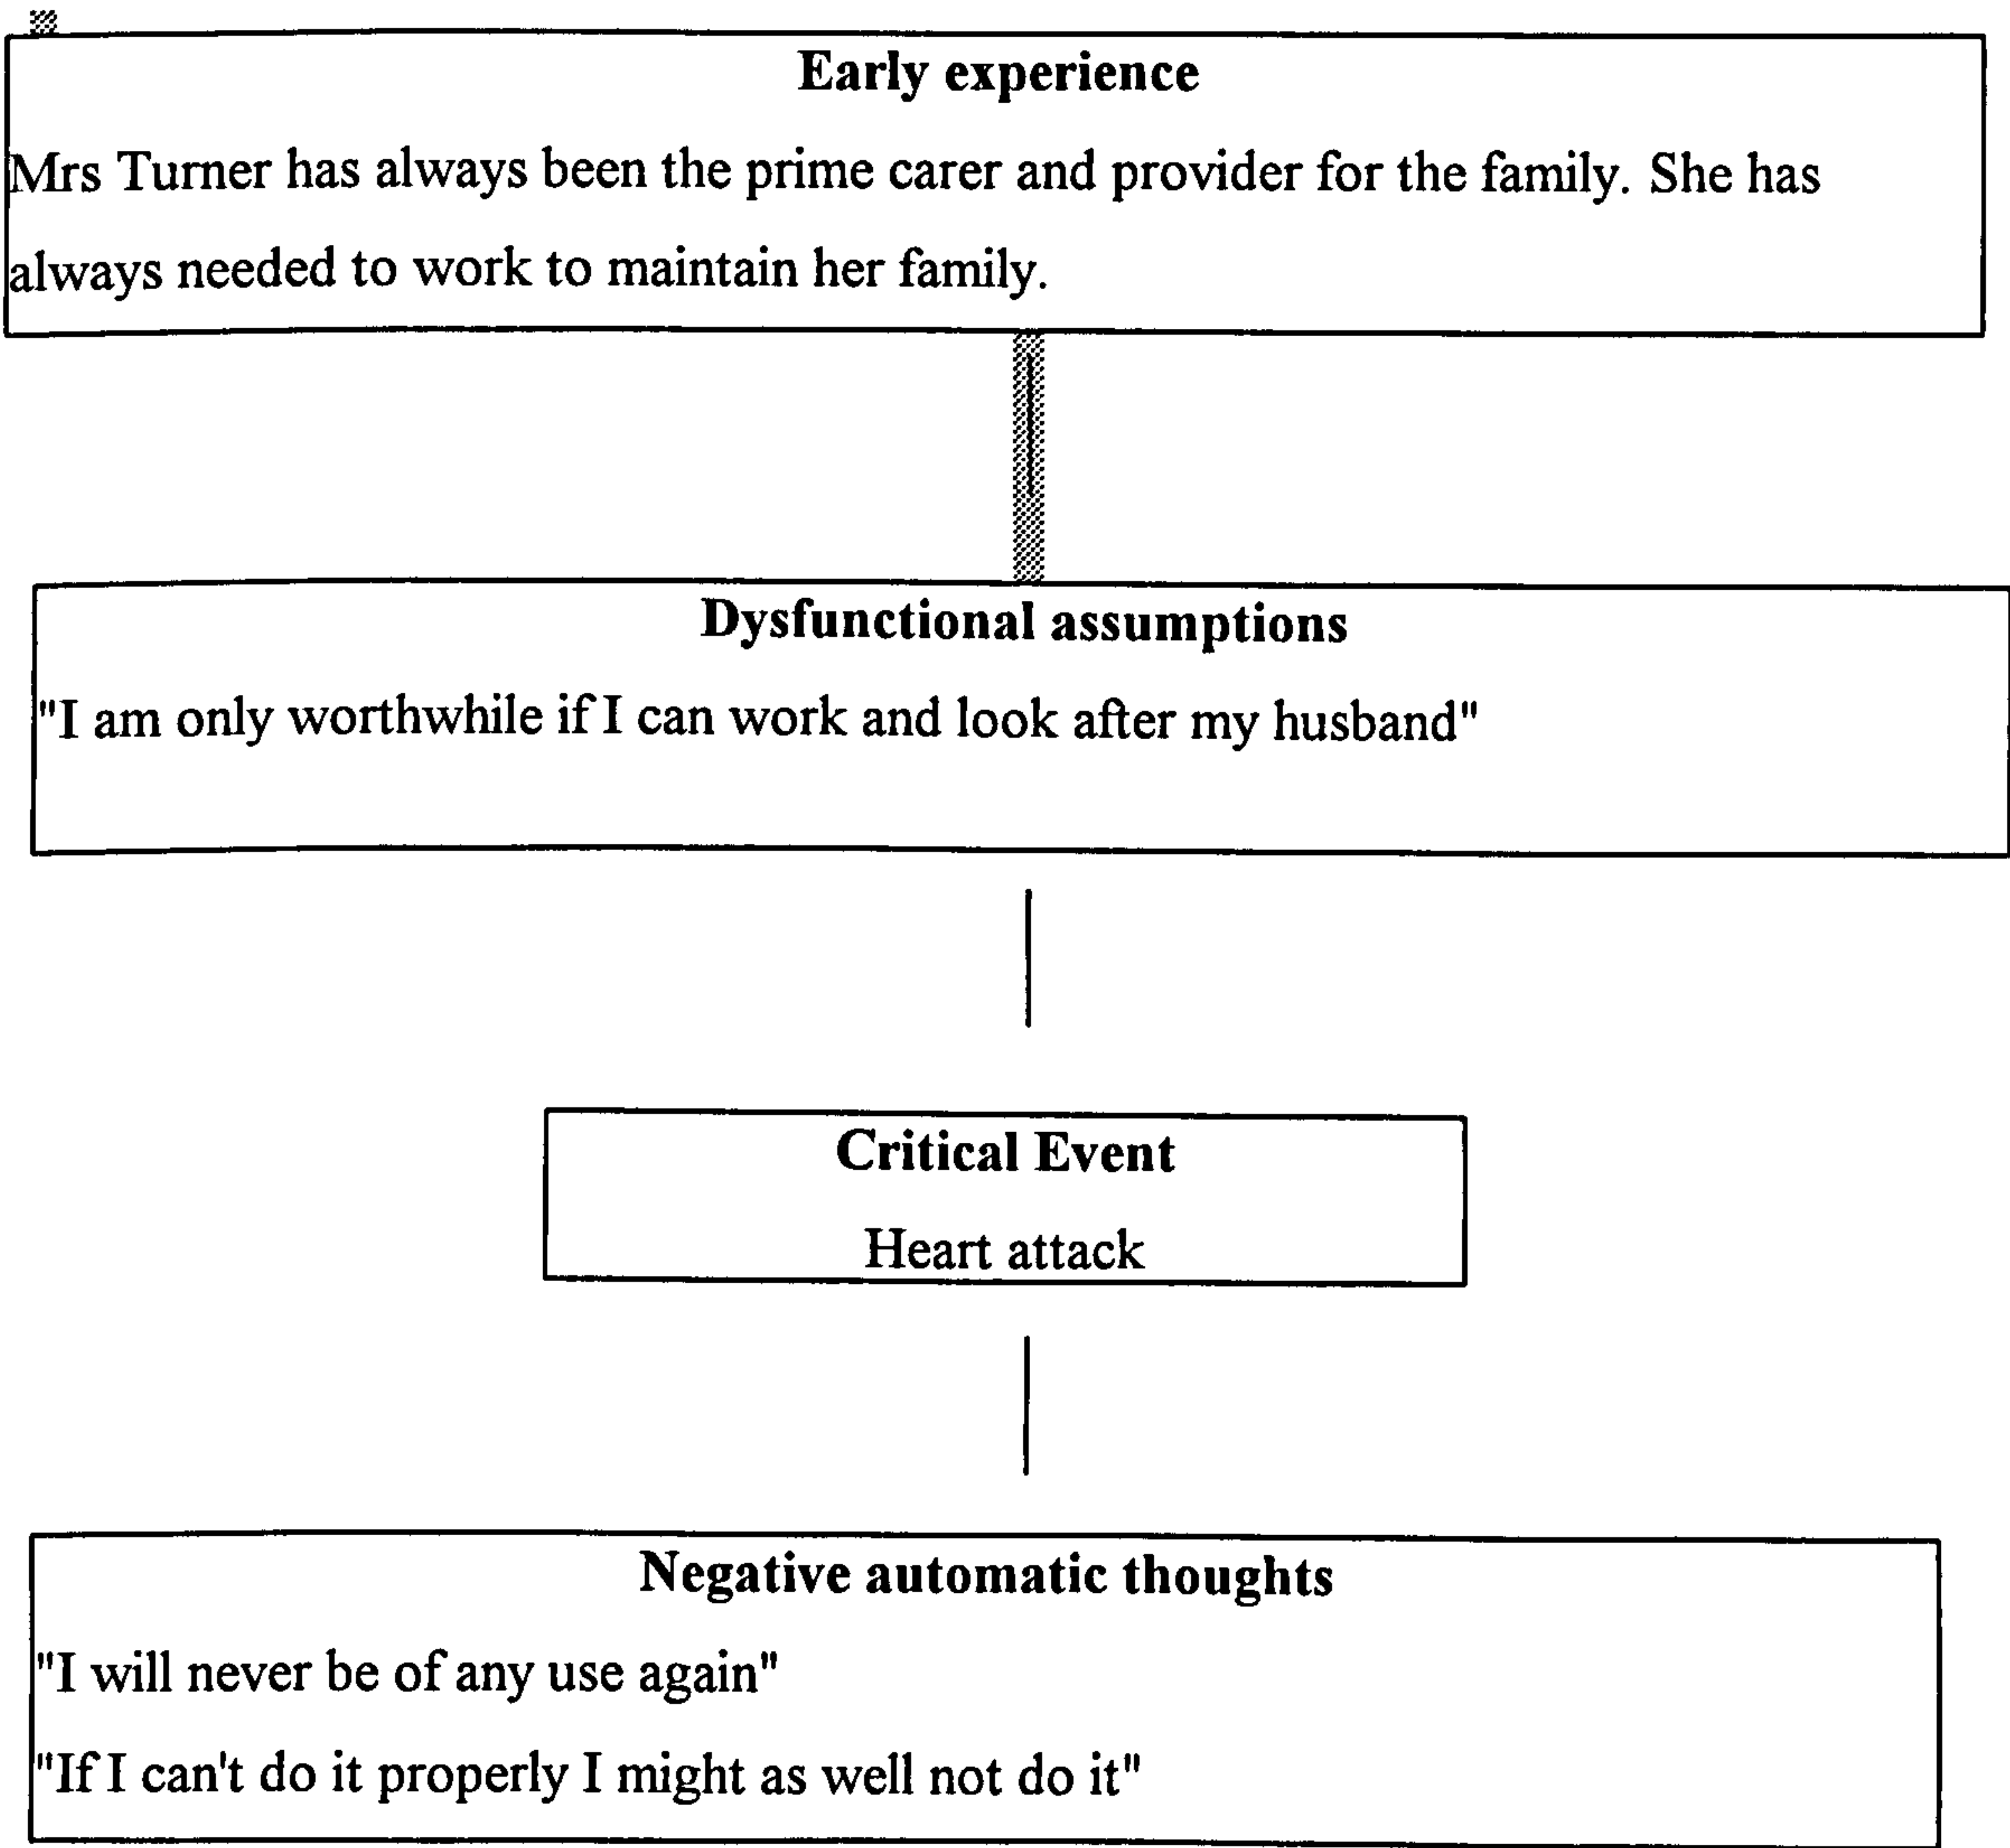 Early experience
Mrs Turner has always been the prime carer and provider for the family. She has
always needed to work to maintain her family.
Dysfunctional assumptions
"I am only worthwhile if I can work and look after my husband"
Critical Event
Heart attack
Negative automatic thoughts
"I will never be of any use again"
"If I can't do it properly I might as well not do it"